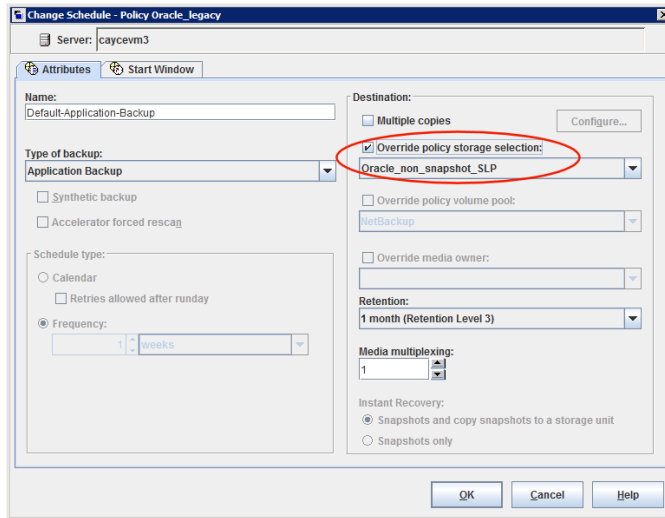 Change Schedule - Policy Oracle_legacy
Server: caycevm3
Attributes
Start Window
Name:
Default-Application-Backup
Type of backup:
Application Backup
Synthetic backup
Accelerator forced rescan
Schedule type:
Calendar
Retries allowed after runday
Frequency:
1 weeks
Destination:
Multiple copies
Configure...
Override policy storage selection:
Oracle_non_snapshot_SLP
Override policy volume pool:
NetBackup
Override media owner:
Retention:
1 month (Retention Level 3)
Media multiplexing:
1
Instant Recovery:
Snapshots and copy snapshots to a storage unit
Snapshots only
OK
Cancel
Help